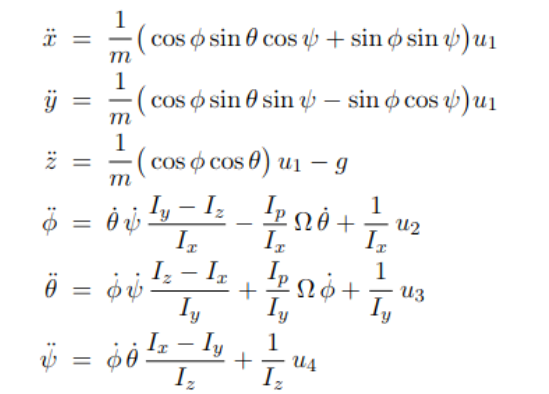 ẍ = 1/m ( cos ϕ sin θ cos ψ + sin ϕ sin ψ) u₁
ÿ = 1/m ( cos ϕ sin θ sin ψ − sin ϕ cos ψ) u₁
z̈ = 1/m ( cos ϕ cos θ) u₁ − g
ϕ̈ = θ̇ ψ̇ (I_y − I_z)/I_x − I_p/I_x Ω θ̇ + 1/I_x u₂
θ̈ = ϕ̇ ψ̇ (I_z − I_x)/I_y + I_p/I_y Ω ϕ̇ + 1/I_y u₃
ψ̈ = ϕ̇ θ̇ (I_x − I_y)/I_z + 1/I_z u₄